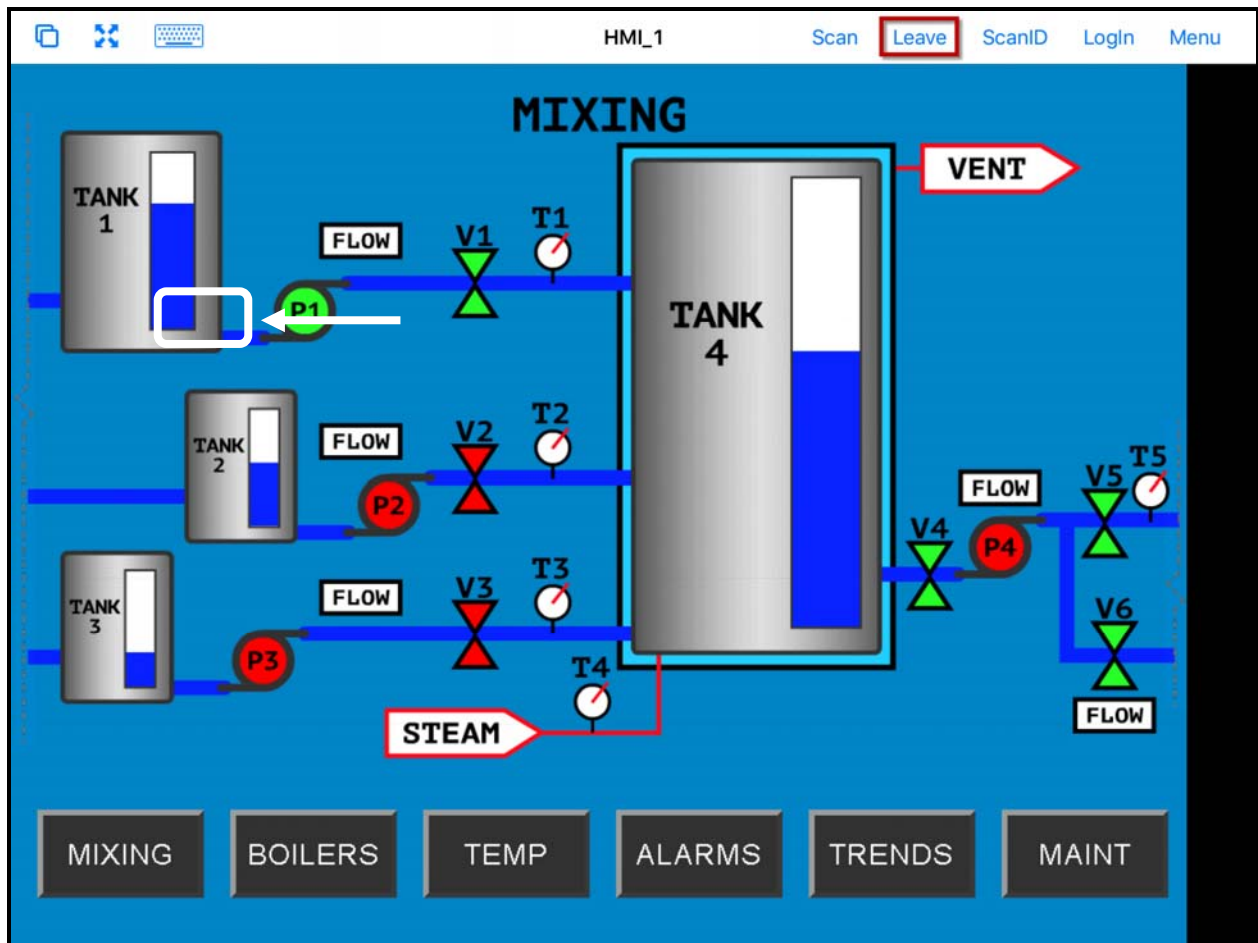 HMI_1 Scan Leave ScanID LogIn Menu
MIXING
TANK
1
FLOW
V1
T1
P1
TANK
4
VENT
TANK
2
FLOW
V2
T2
P2
TANK
3
FLOW
V3
T3
P3
T4
STEAM
V4
FLOW
P4
V5
T5
V6
FLOW
MIXING BOILERS TEMP ALARMS TRENDS MAINT